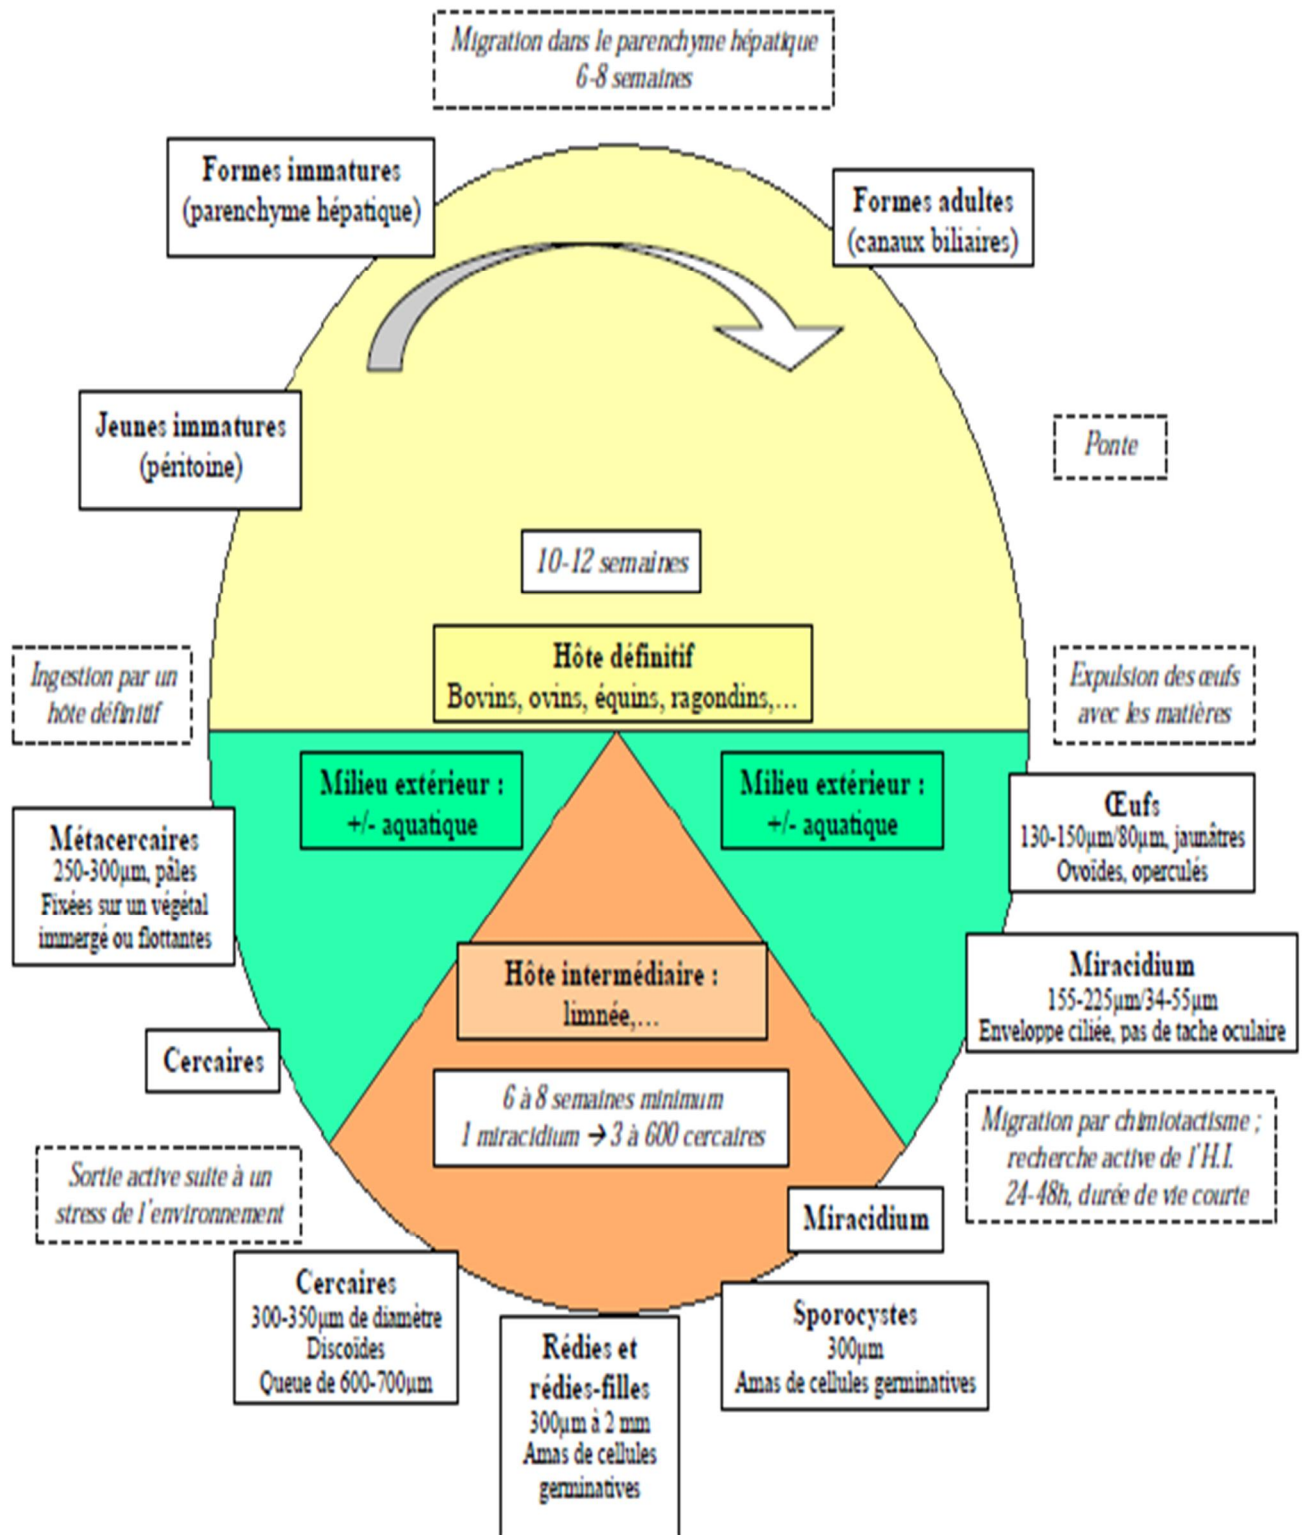 Migration dans le parenchyme hépatique
6-8 semaines
Formes immatures
(parenchyme hépatique)
Formes adultes
(canaux biliaires)
Jeunes immatures
(péritoine)
Ponte
10-12 semaines
Hôte définitif
Bovins, ovins, équins, ragondins,...
Ingestion par un
hôte définitif
Expulsion des œufs
avec les matières
Milieu extérieur :
+/- aquatique
Milieu extérieur :
+/- aquatique
Métacercaires
250-300µm, pâles
Fixées sur un végétal
immergé ou flottantes
Œufs
130-150µm/80µm, jaunâtres
Ovoïdes, operculés
Hôte intermédiaire :
limnée,...
Miracidium
155-225µm/34-55µm
Enveloppe ciliée, pas de tache oculaire
Cercaires
6 à 8 semaines minimum
1 miracidium → 3 à 600 cercaires
Migration par chimiotactisme ;
recherche active de l'H.I.
24-48h, durée de vie courte
Sortie active suite à un
stress de l'environnement
Miracidium
Cercaires
300-350µm de diamètre
Discoïdes
Queue de 600-700µm
Sporocystes
300µm
Amas de cellules germinatives
Rédies et
rédies-filles
300µm à 2 mm
Amas de cellules
germinatives